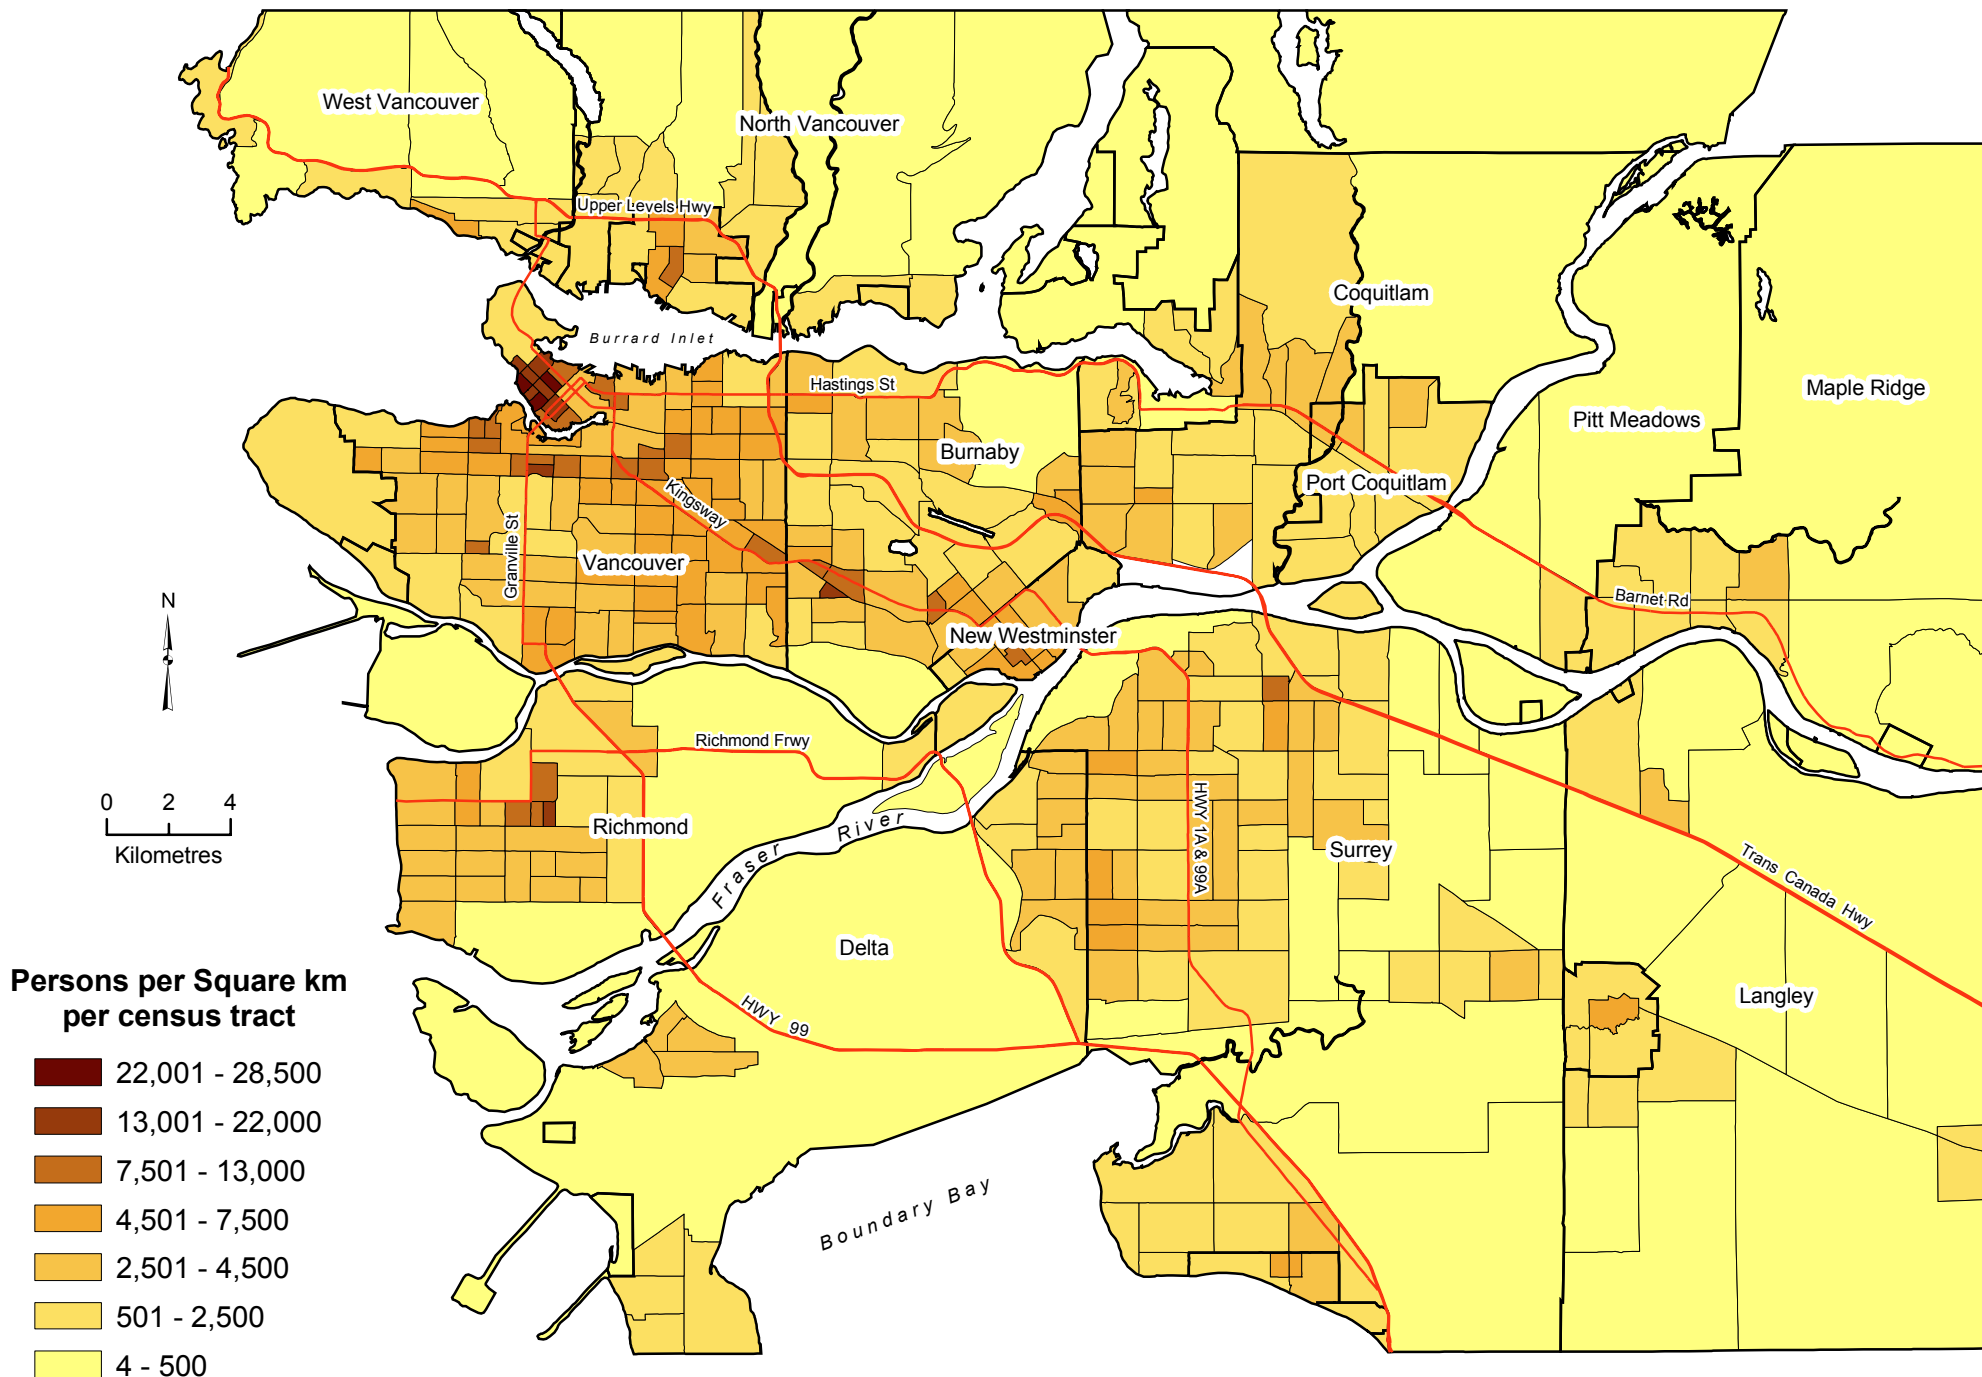 West Vancouver
North Vancouver
Upper Levels Hwy
Coquitlam
Burrard Inlet
Hastings St
Maple Ridge
Pitt Meadows
Burnaby
Port Coquitlam
Kingsway
Granville St
Vancouver
Barnet Rd
N
New Westminster
Richmond Frwy
0 2 4
Kilometres
HWY 1A & 99A
Richmond
Fraser River
Surrey
Trans Canada Hwy
Delta
Langley
HWY 99
Boundary Bay
Persons per Square km
per census tract
22,001 - 28,500
13,001 - 22,000
7,501 - 13,000
4,501 - 7,500
2,501 - 4,500
501 - 2,500
4 - 500